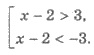 x − 2 > 3,
x − 2 < −3.